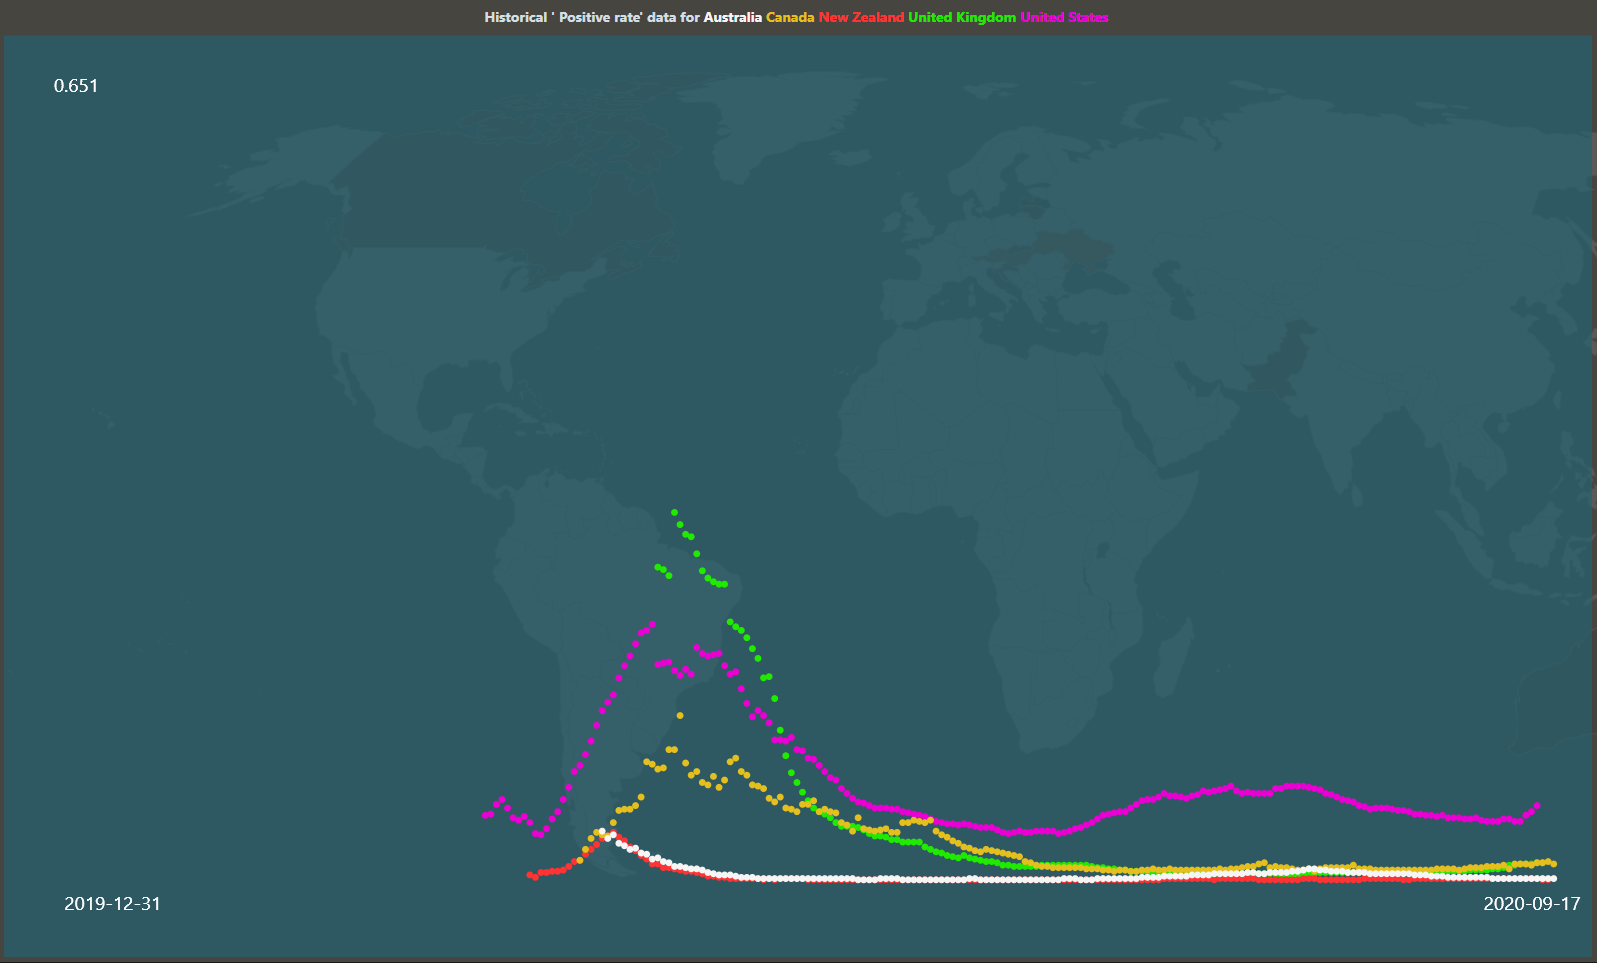 Historical ' Positive rate' data for Australia Canada New Zealand United Kingdom United States
0.651
2019-12-31
2020-09-17